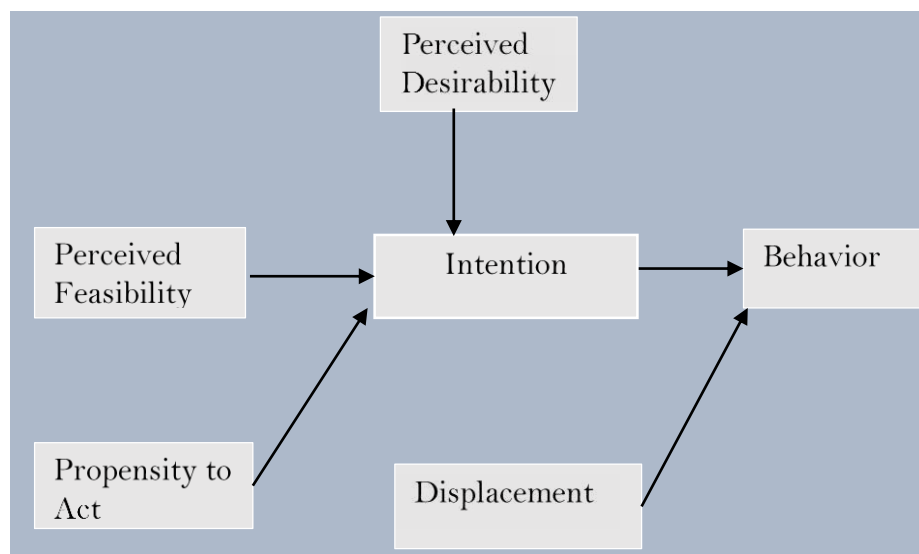 Perceived
Desirability
Perceived
Feasibility
Intention
Behavior
Propensity to
Act
Displacement